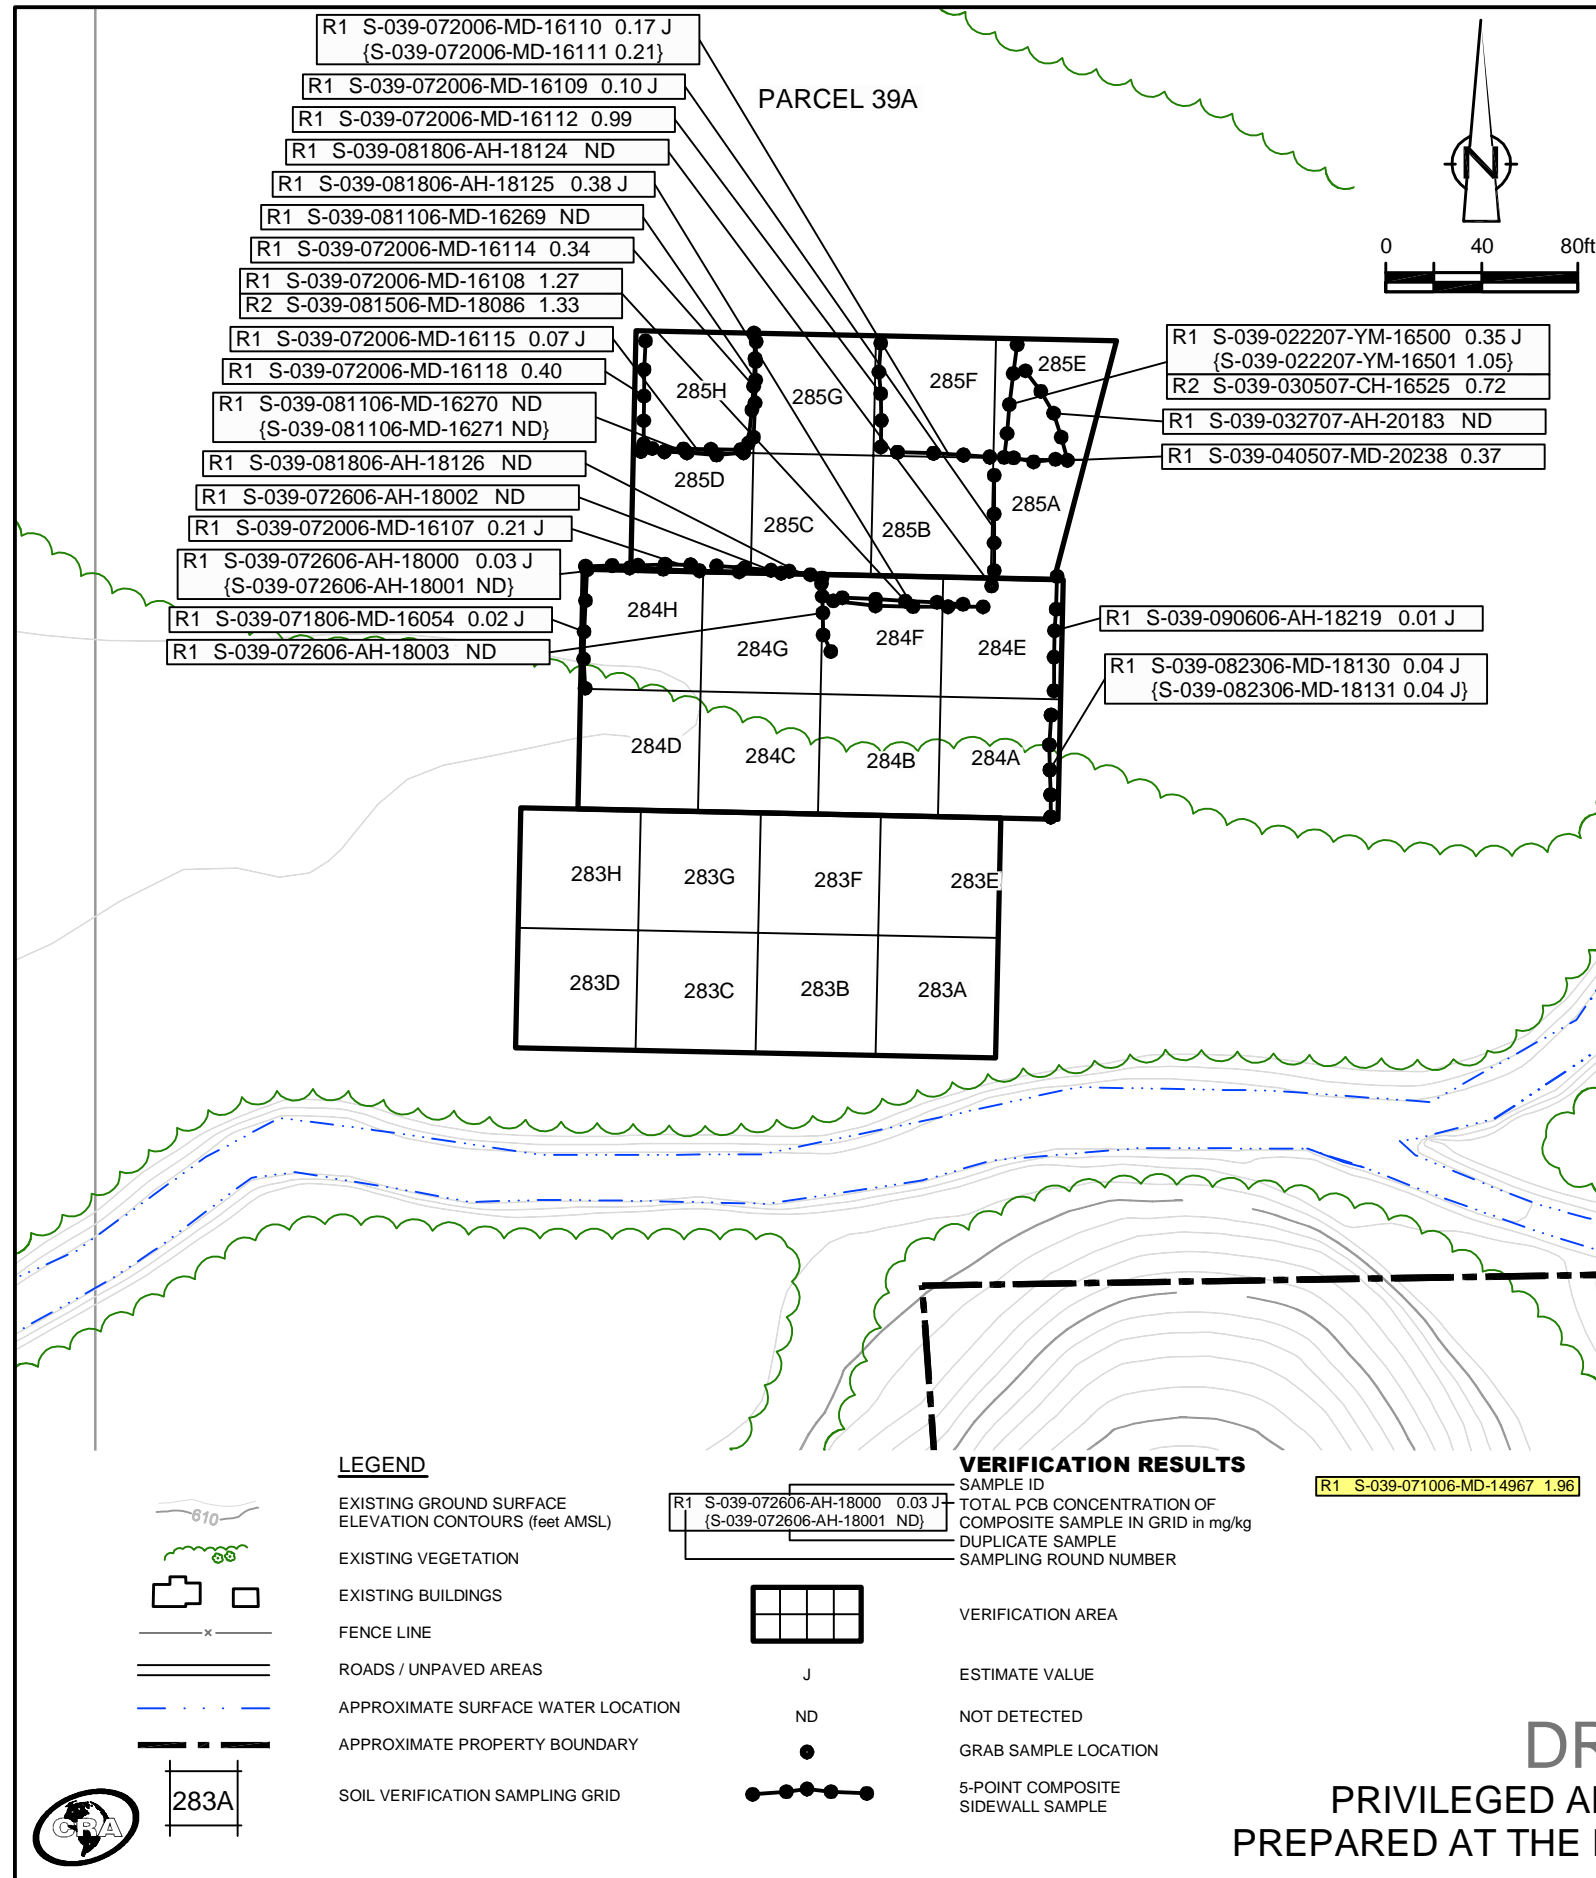 R1 S-039-072006-MD-16110 0.17 J
{S-039-072006-MD-16111 0.21}
R1 S-039-072006-MD-16109 0.10 J
R1 S-039-072006-MD-16112 0.99
R1 S-039-081806-AH-18124 ND
R1 S-039-081806-AH-18125 0.38 J
R1 S-039-081106-MD-16269 ND
R1 S-039-072006-MD-16114 0.34
R1 S-039-072006-MD-16108 1.27
R2 S-039-081506-MD-18086 1.33
R1 S-039-072006-MD-16115 0.07 J
R1 S-039-072006-MD-16118 0.40
R1 S-039-081106-MD-16270 ND
{S-039-081106-MD-16271 ND}
R1 S-039-081806-AH-18126 ND
R1 S-039-072606-AH-18002 ND
R1 S-039-072006-MD-16107 0.21 J
R1 S-039-072606-AH-18000 0.03 J
{S-039-072606-AH-18001 ND}
R1 S-039-071806-MD-16054 0.02 J
R1 S-039-072606-AH-18003 ND
PARCEL 39A
N
0 40 80ft
R1 S-039-022207-YM-16500 0.35 J
{S-039-022207-YM-16501 1.05}
R2 S-039-030507-CH-16525 0.72
R1 S-039-032707-AH-20183 ND
R1 S-039-040507-MD-20238 0.37
R1 S-039-090606-AH-18219 0.01 J
R1 S-039-082306-MD-18130 0.04 J
{S-039-082306-MD-18131 0.04 J}
285H 285G 285F 285E
285D 285C 285B 285A
284H 284G 284F 284E
284D 284C 284B 284A
283H 283G 283F 283E
283D 283C 283B 283A
LEGEND
610
EXISTING GROUND SURFACE
ELEVATION CONTOURS (feet AMSL)
EXISTING VEGETATION
EXISTING BUILDINGS
x
FENCE LINE
ROADS / UNPAVED AREAS
APPROXIMATE SURFACE WATER LOCATION
APPROXIMATE PROPERTY BOUNDARY
283A
SOIL VERIFICATION SAMPLING GRID
CRA
VERIFICATION RESULTS
R1 S-039-072606-AH-18000 0.03 J
{S-039-072606-AH-18001 ND}
SAMPLE ID
TOTAL PCB CONCENTRATION OF
COMPOSITE SAMPLE IN GRID in mg/kg
DUPLICATE SAMPLE
SAMPLING ROUND NUMBER
VERIFICATION AREA
J
ESTIMATE VALUE
ND
NOT DETECTED
GRAB SAMPLE LOCATION
5-POINT COMPOSITE
SIDEWALL SAMPLE
R1 S-039-071006-MD-14967 1.96
DR
PRIVILEGED A
PREPARED AT THE